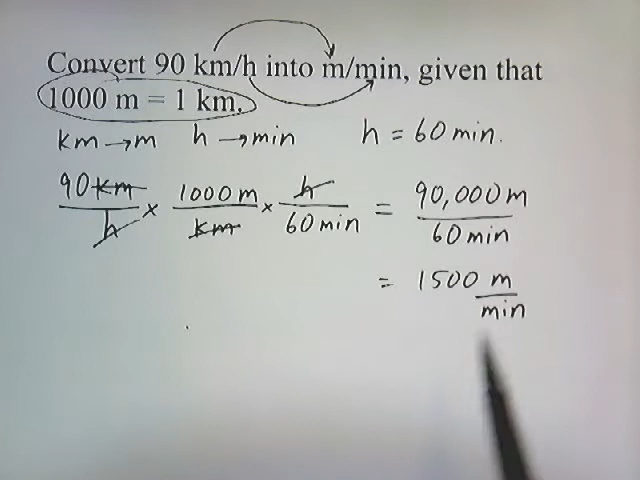 Convert 90 km/h into m/min, given that
1000 m = 1 km.
km → m h → min h = 60 min.
90 km/h × 1000 m/km × h/60 min = 90,000 m/60 min
= 1500 m/min